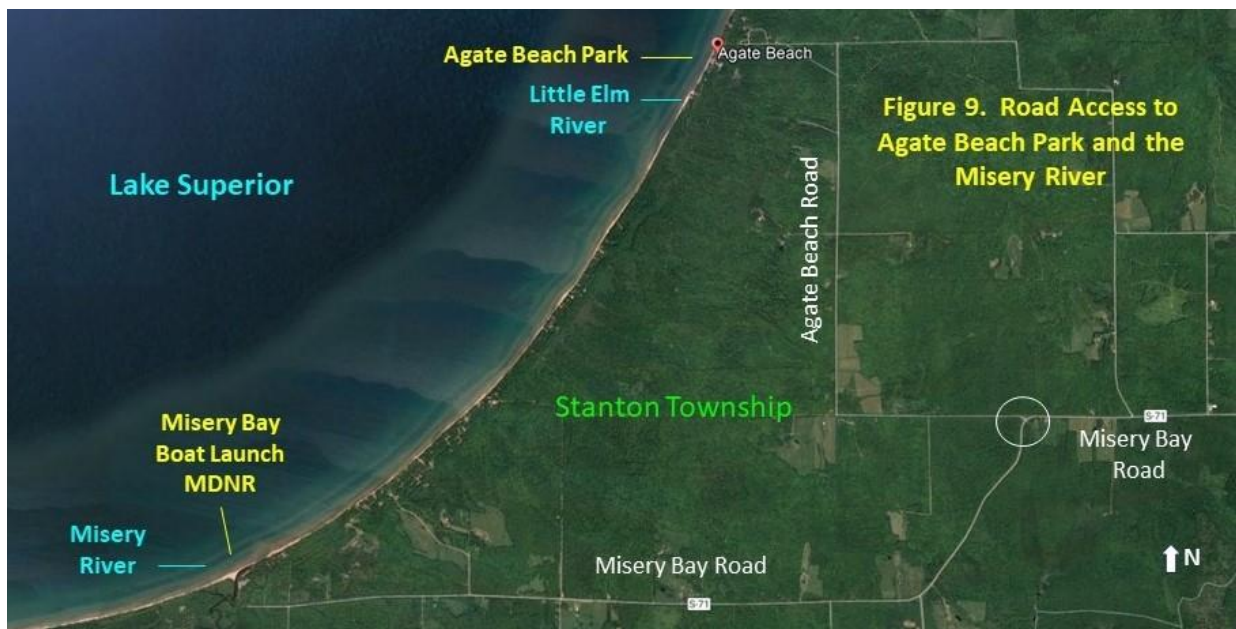 Agate Beach Park
Agate Beach
Little Elm
River
Figure 9. Road Access to
Agate Beach Park and the
Misery River
Lake Superior
Agate Beach Road
Stanton Township
S-71
Misery Bay
Road
Misery Bay
Boat Launch
MDNR
Misery
River
Misery Bay Road
N
S-71